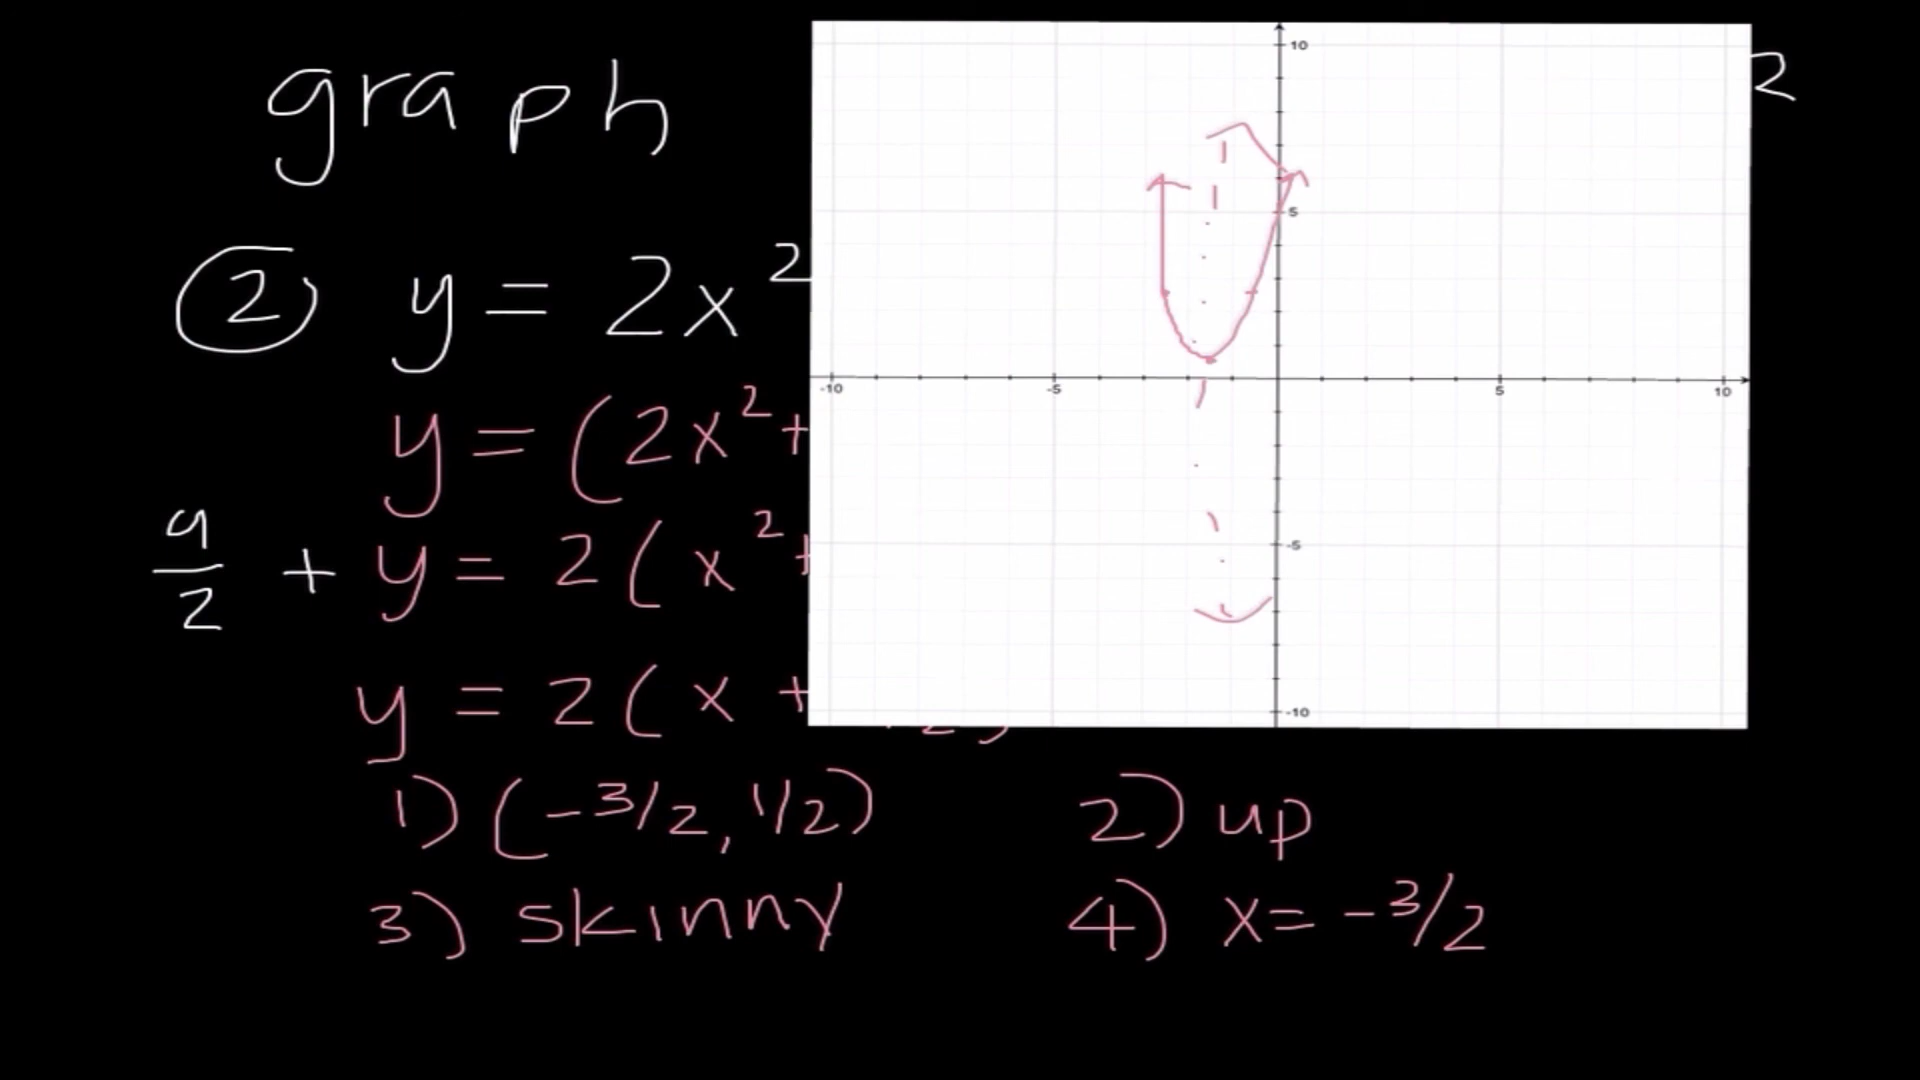 graph
2
② y = 2x²
y = (2x² +
9/2 + y = 2(x² +
y = 2(x +
1) (-3/2, 1/2) 2) up
3) skinny 4) x = -3/2
10
5
-10 -5 5 10
-5
-10